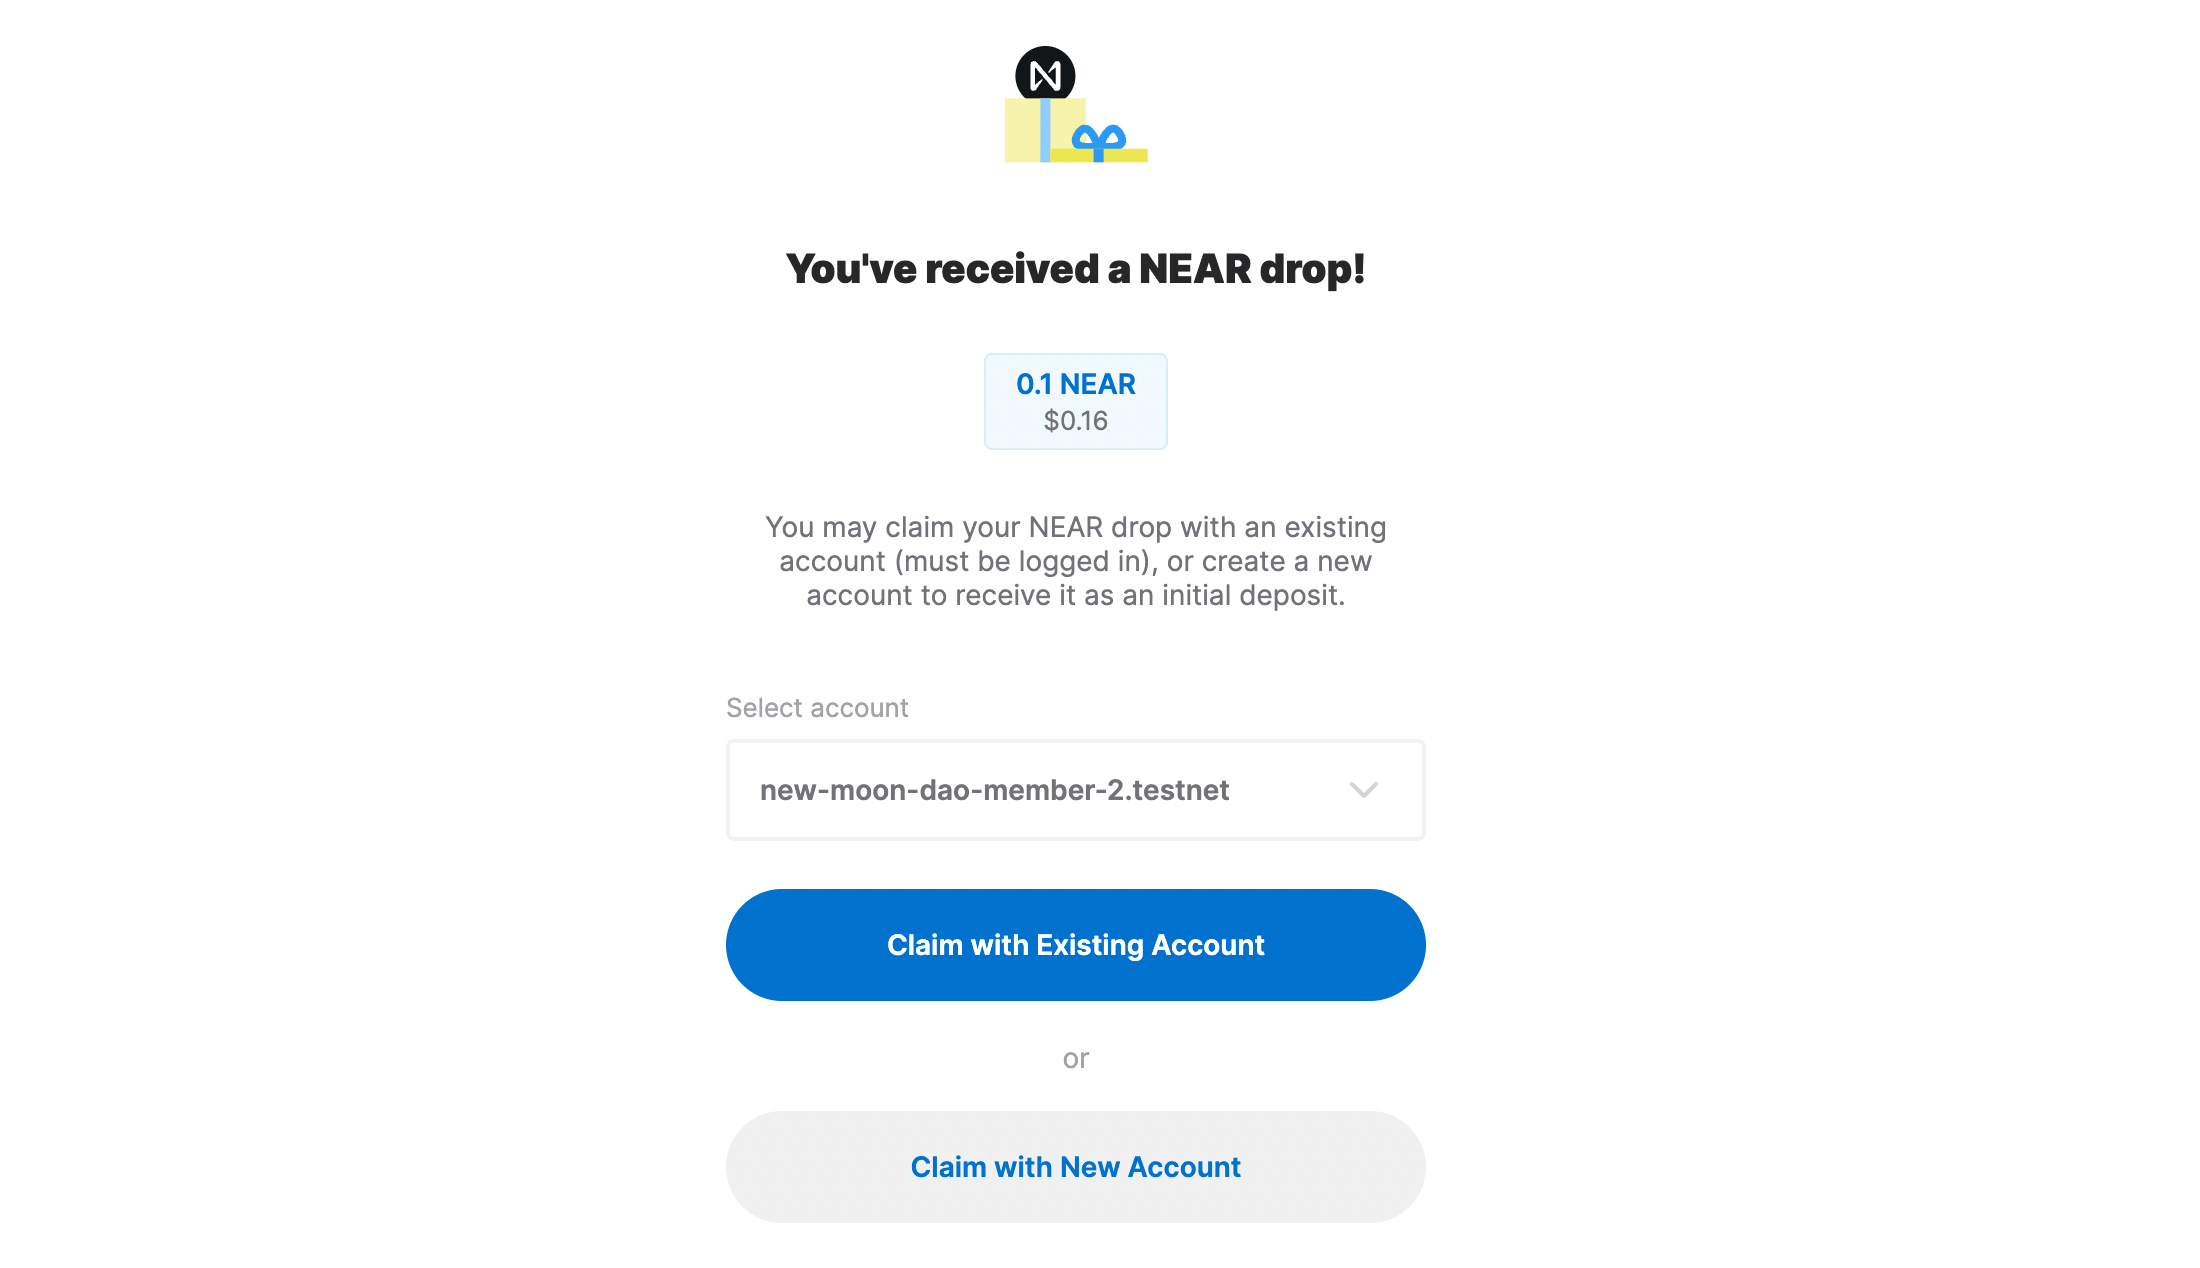 You've received a NEAR drop!
0.1 NEAR
$0.16
You may claim your NEAR drop with an existing
account (must be logged in), or create a new
account to receive it as an initial deposit.
Select account
new-moon-dao-member-2.testnet
Claim with Existing Account
or
Claim with New Account